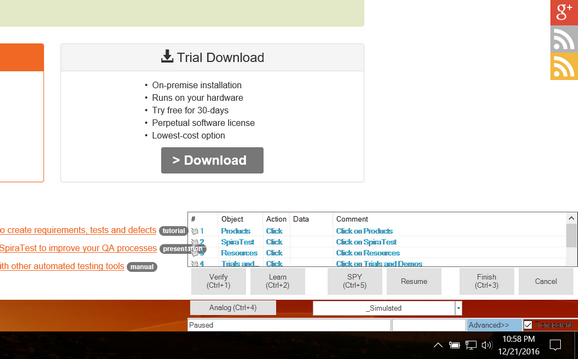 g+
Trial Download
• On-premise installation
• Runs on your hardware
• Try free for 30-days
• Perpetual software license
• Lowest-cost option
> Download
o create requirements, tests and defects tutorial
SpiraTest to improve your QA processes presentation
ith other automated testing tools manual
# Object Action Data Comment
1 Products Click Click on Products
2 SpiraTest Click Click on SpiraTest
3 Resources Click Click on Resources
4 Trials and... Click Click on Trials and Demos
Verify (Ctrl+1) Learn (Ctrl+2) SPY (Ctrl+5) Resume Finish (Ctrl+3) Cancel
Analog (Ctrl+4) _Simulated
Paused Advanced>>
10:58 PM
12/21/2016